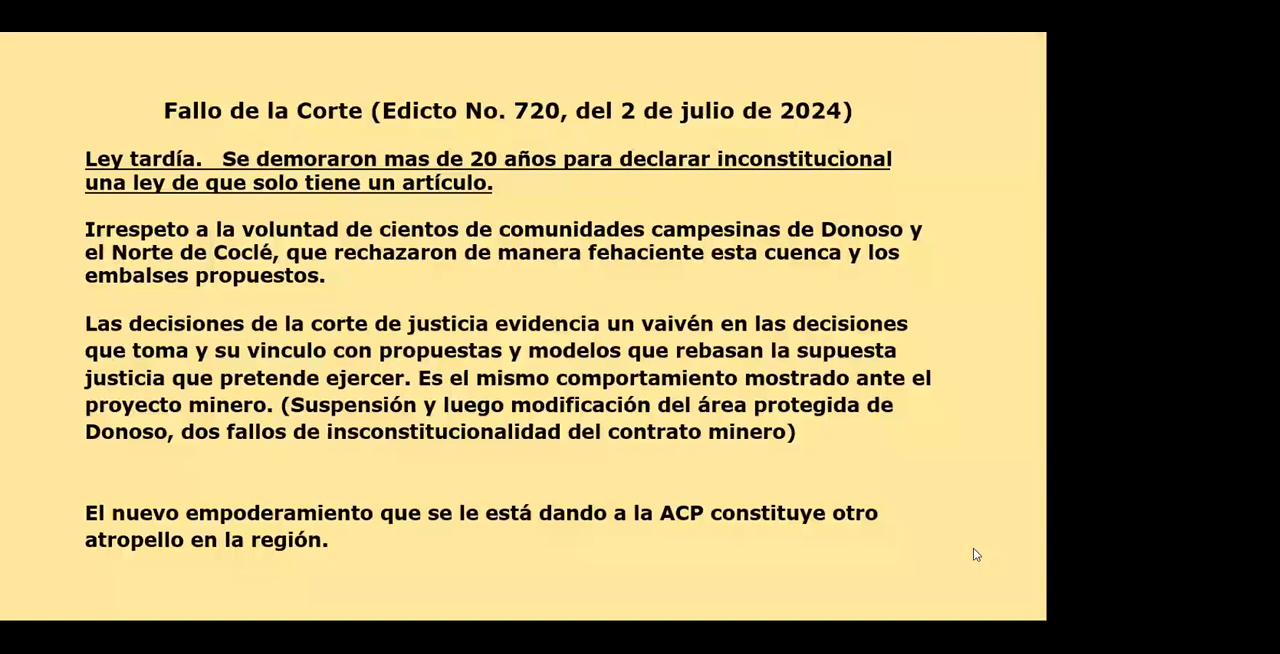 Fallo de la Corte (Edicto No. 720, del 2 de julio de 2024)
Ley tardía. Se demoraron mas de 20 años para declarar inconstitucional
una ley de que solo tiene un artículo.
Irrespeto a la voluntad de cientos de comunidades campesinas de Donoso y
el Norte de Coclé, que rechazaron de manera fehaciente esta cuenca y los
embalses propuestos.
Las decisiones de la corte de justicia evidencia un vaivén en las decisiones
que toma y su vinculo con propuestas y modelos que rebasan la supuesta
justicia que pretende ejercer. Es el mismo comportamiento mostrado ante el
proyecto minero. (Suspensión y luego modificación del área protegida de
Donoso, dos fallos de insconstitucionalidad del contrato minero)
El nuevo empoderamiento que se le está dando a la ACP constituye otro
atropello en la región.